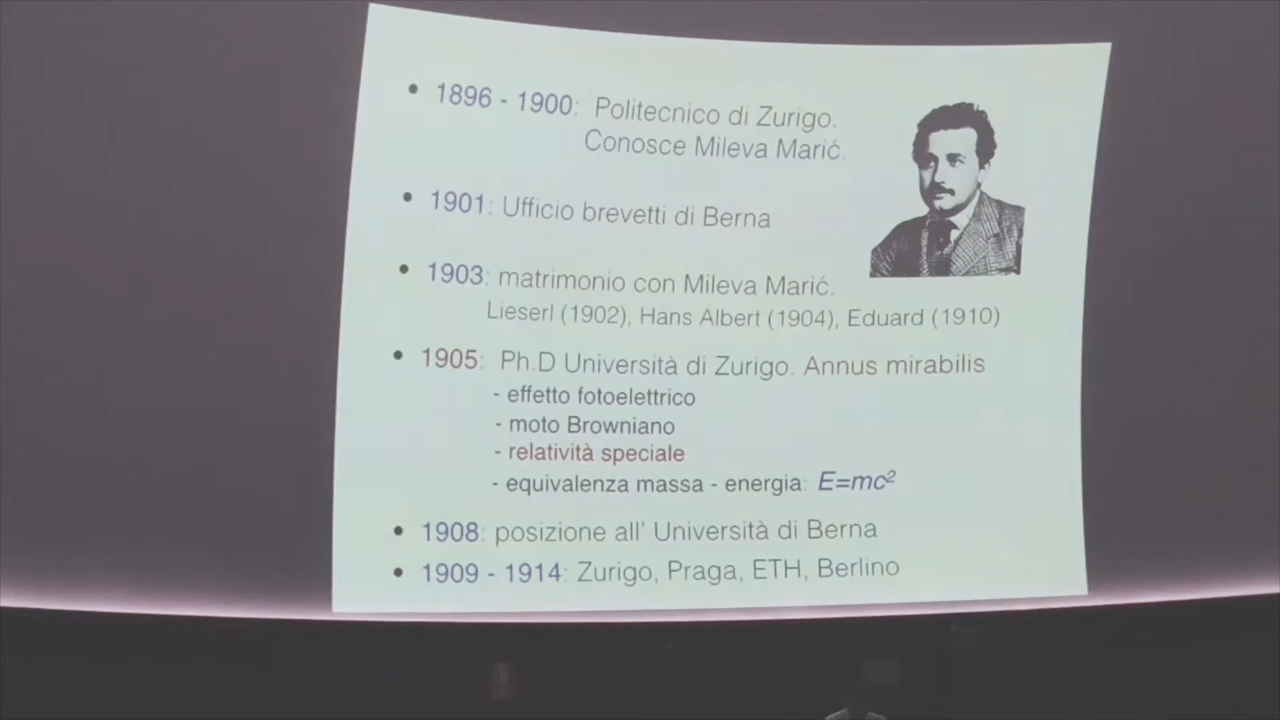 • 1896 - 1900: Politecnico di Zurigo.
Conosce Mileva Marić.
• 1901: Ufficio brevetti di Berna
• 1903: matrimonio con Mileva Marić.
Lieserl (1902), Hans Albert (1904), Eduard (1910)
• 1905: Ph.D Università di Zurigo. Annus mirabilis
- effetto fotoelettrico
- moto Browniano
- relatività speciale
- equivalenza massa - energia: E=mc²
• 1908: posizione all' Università di Berna
• 1909 - 1914: Zurigo, Praga, ETH, Berlino